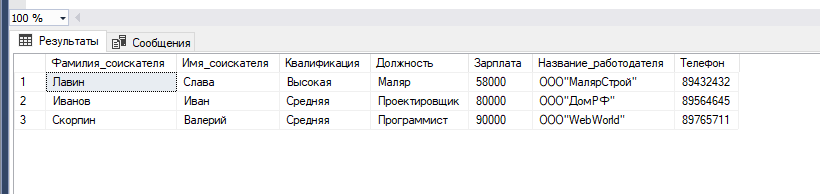 100 %
Результаты Сообщения
Фамилия_соискателя Имя_соискателя Квалификация Должность Зарплата Название_работодателя Телефон
1 Лавин Слава Высокая Маляр 58000 ООО"МалярСтрой" 89432432
2 Иванов Иван Средняя Проектировщик 80000 ООО"ДомРФ" 89564645
3 Скорпин Валерий Средняя Программист 90000 ООО"WebWorld" 89765711